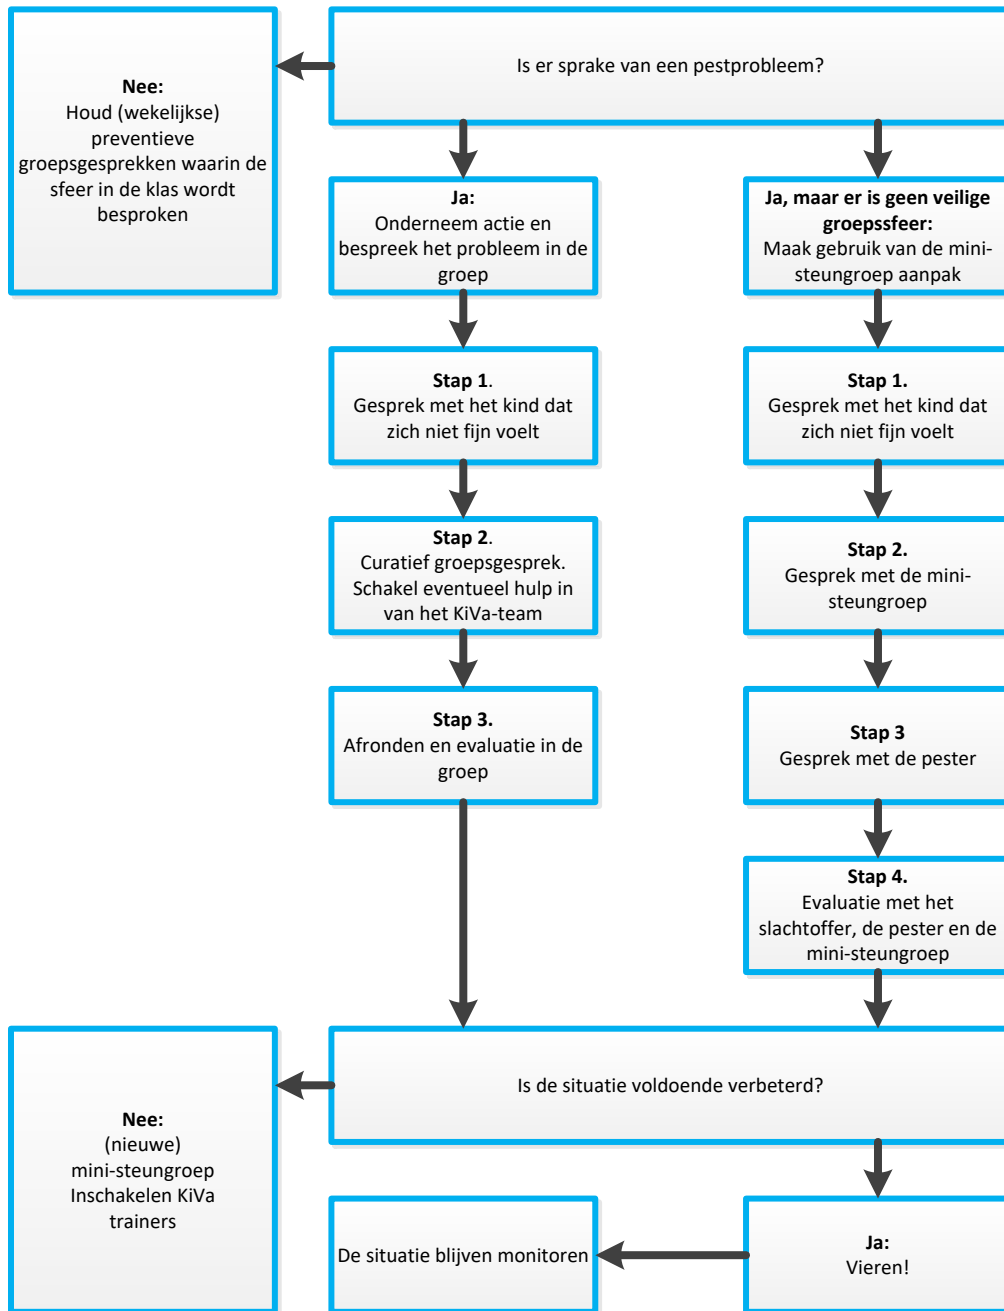 Is er sprake van een pestprobleem?
Nee:
Houd (wekelijkse)
preventieve
groepsgesprekken waarin de
sfeer in de klas wordt
besproken
Ja:
Onderneem actie en
bespreek het probleem in de
groep
Ja, maar er is geen veilige
groepssfeer:
Maak gebruik van de mini-
steungroep aanpak
Stap 1.
Gesprek met het kind dat
zich niet fijn voelt
Stap 1.
Gesprek met het kind dat
zich niet fijn voelt
Stap 2.
Curatief groepsgesprek.
Schakel eventueel hulp in
van het KiVa-team
Stap 2.
Gesprek met de mini-
steungroep
Stap 3.
Afronden en evaluatie in de
groep
Stap 3
Gesprek met de pester
Stap 4.
Evaluatie met het
slachtoffer, de pester en de
mini-steungroep
Is de situatie voldoende verbeterd?
Nee:
(nieuwe)
mini-steungroep
Inschakelen KiVa
trainers
Ja:
Vieren!
De situatie blijven monitoren